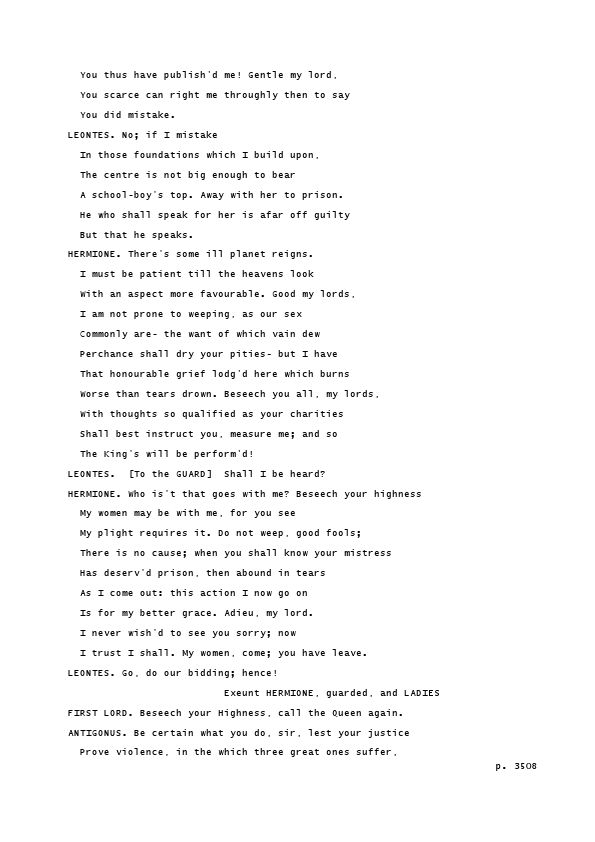 You thus have publish'd me! Gentle my lord,
You scarce can right me throughly then to say
You did mistake.
LEONTES. No; if I mistake
In those foundations which I build upon,
The centre is not big enough to bear
A school-boy's top. Away with her to prison.
He who shall speak for her is afar off guilty
But that he speaks.
HERMIONE. There's some ill planet reigns.
I must be patient till the heavens look
With an aspect more favourable. Good my lords,
I am not prone to weeping, as our sex
Commonly are- the want of which vain dew
Perchance shall dry your pities- but I have
That honourable grief lodg'd here which burns
Worse than tears drown. Beseech you all, my lords,
With thoughts so qualified as your charities
Shall best instruct you, measure me; and so
The King's will be perform'd!
LEONTES.  [To the GUARD]  Shall I be heard?
HERMIONE. Who is't that goes with me? Beseech your highness
My women may be with me, for you see
My plight requires it. Do not weep, good fools;
There is no cause; when you shall know your mistress
Has deserv'd prison, then abound in tears
As I come out: this action I now go on
Is for my better grace. Adieu, my lord.
I never wish'd to see you sorry; now
I trust I shall. My women, come; you have leave.
LEONTES. Go, do our bidding; hence!
Exeunt HERMIONE, guarded, and LADIES
FIRST LORD. Beseech your Highness, call the Queen again.
ANTIGONUS. Be certain what you do, sir, lest your justice
Prove violence, in the which three great ones suffer,
p. 3508